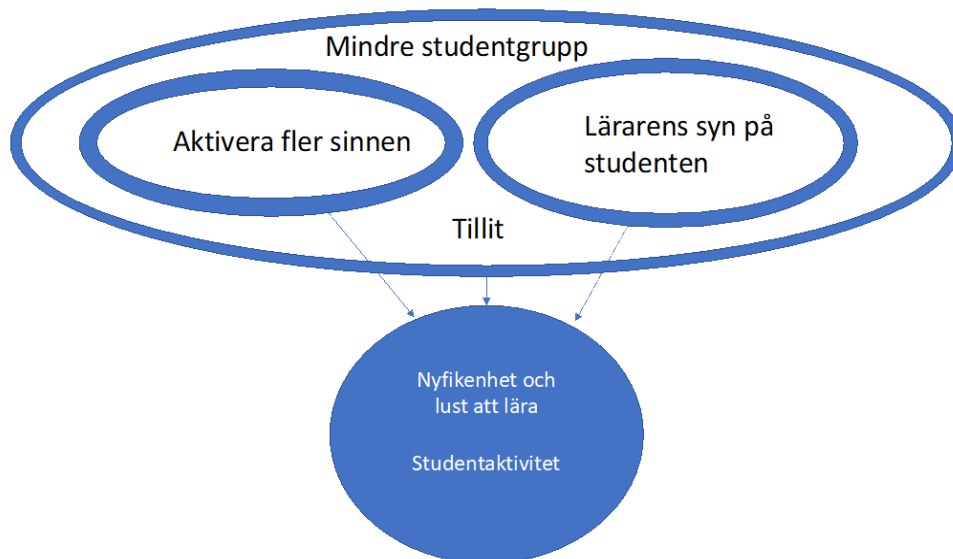 Mindre studentgrupp
Aktivera fler sinnen
Lärarens syn på
studenten
Tillit
Nyfikenhet och
lust att lära
Studentaktivitet